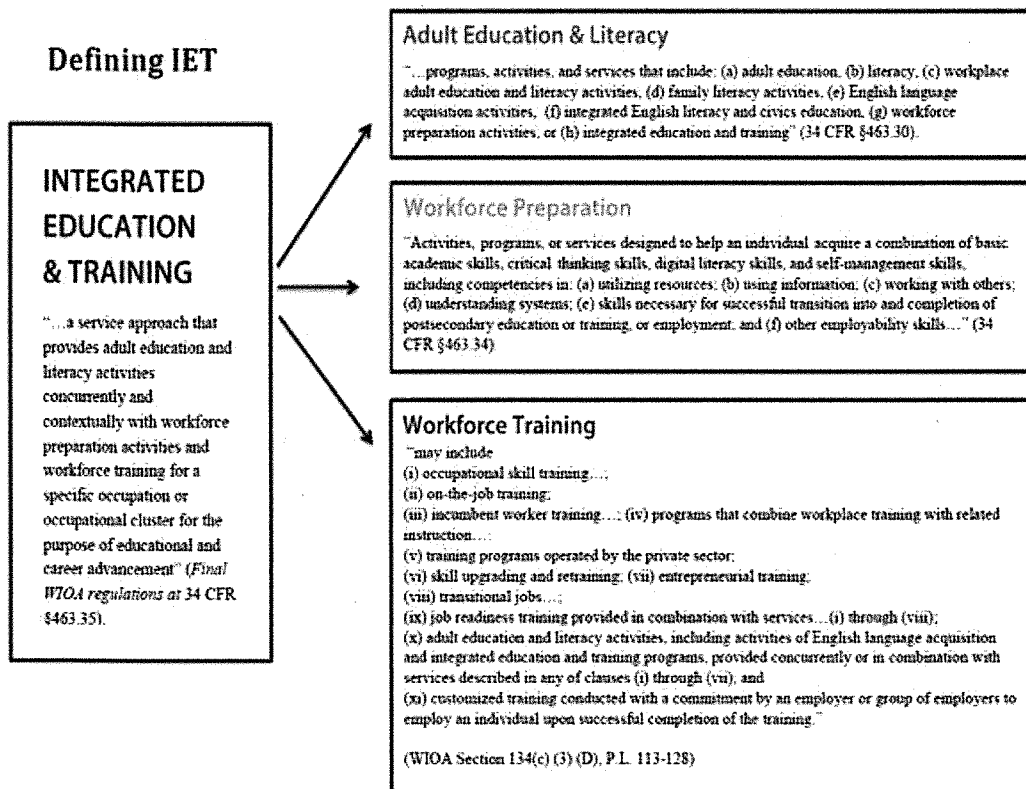 Defining IET
INTEGRATED
EDUCATION
& TRAINING
“…a service approach that
provides adult education and
literacy activities
concurrently and
contextually with workforce
preparation activities and
workforce training for a
specific occupation or
occupational cluster for the
purpose of educational and
career advancement” (Final
WIOA regulations at 34 CFR
§463.35).
Adult Education & Literacy
“…programs, activities, and services that include: (a) adult education, (b) literacy, (c) workplace
adult education and literacy activities, (d) family literacy activities, (e) English language
acquisition activities, (f) integrated English literacy and civics education, (g) workforce
preparation activities, or (h) integrated education and training” (34 CFR §463.30).
Workforce Preparation
“Activities, programs, or services designed to help an individual acquire a combination of basic
academic skills, critical thinking skills, digital literacy skills, and self-management skills,
including competencies in: (a) utilizing resources; (b) using information; (c) working with others;
(d) understanding systems; (e) skills necessary for successful transition into and completion of
postsecondary education or training, or employment; and (f) other employability skills…” (34
CFR §463.34)
Workforce Training
“may include
(i) occupational skill training…;
(ii) on-the-job training;
(iii) incumbent worker training…; (iv) programs that combine workplace training with related
instruction…;
(v) training programs operated by the private sector;
(vi) skill upgrading and retraining; (vii) entrepreneurial training;
(viii) transitional jobs…;
(ix) job readiness training provided in combination with services…(i) through (viii);
(x) adult education and literacy activities, including activities of English language acquisition
and integrated education and training programs, provided concurrently or in combination with
services described in any of clauses (i) through (vii); and
(xi) customized training conducted with a commitment by an employer or group of employers to
employ an individual upon successful completion of the training.”
(WIOA Section 134(c) (3) (D), P.L. 113-128)